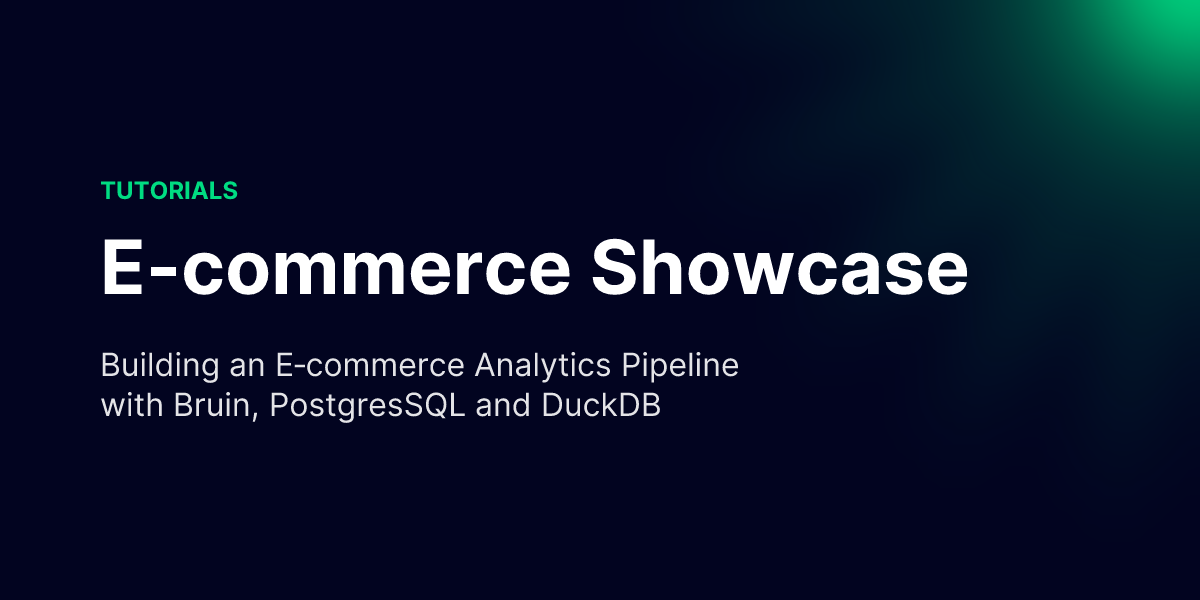 TUTORIALS
E-commerce Showcase
Building an E-commerce Analytics Pipeline
with Bruin, PostgresSQL and DuckDB